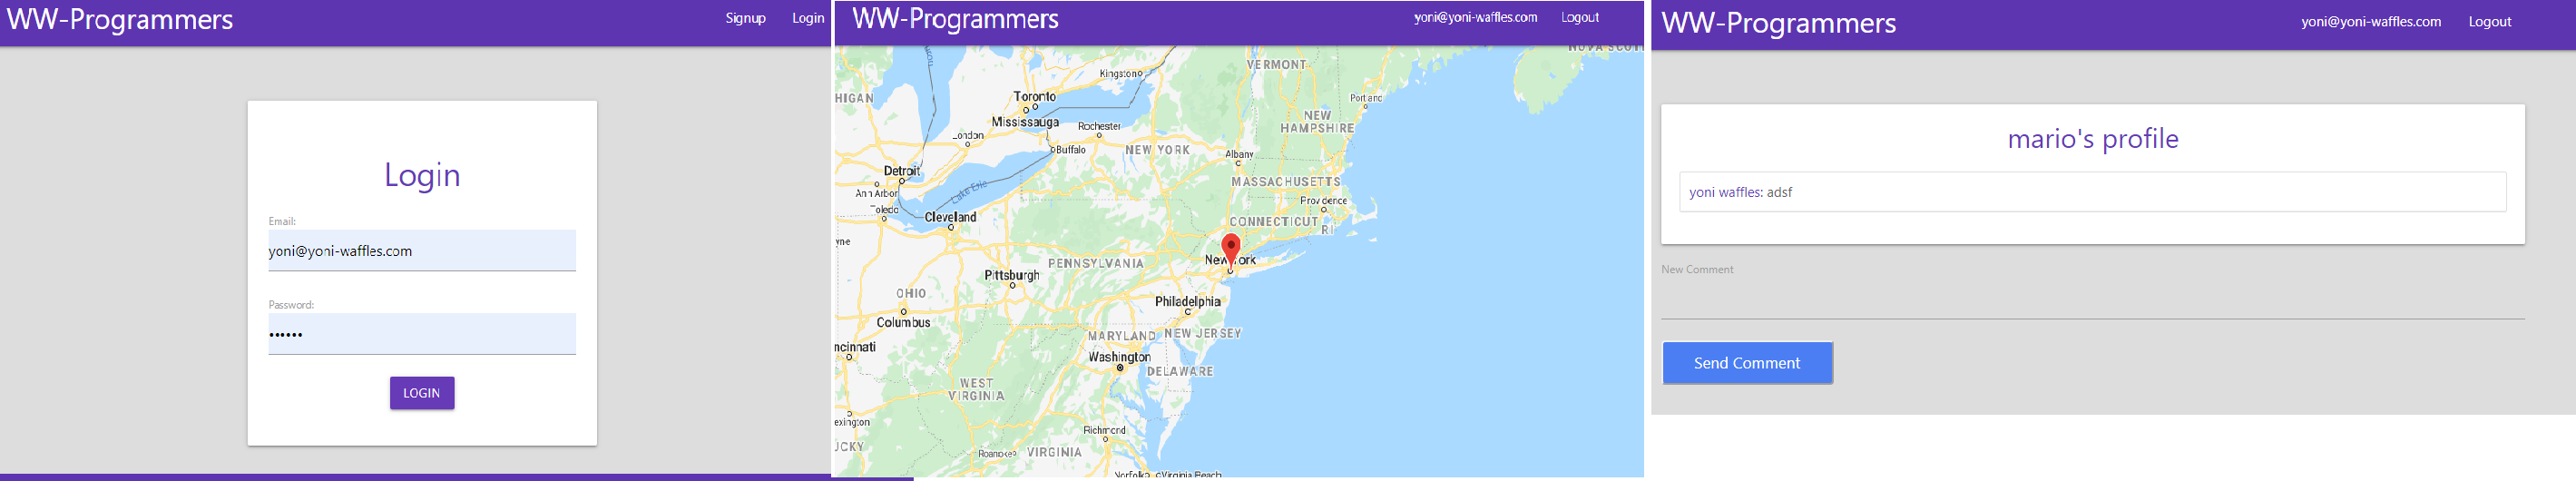 WW-Programmers
Signup Login
Login
Email:
yoni@yoni-waffles.com
Password:
••••••
LOGIN
WW-Programmers
yoni@yoni-waffles.com Logout
NOVA SCOT
VERMONT
Kingston
HIGAN
Toronto
Portland
Mississauga
NEW
HAMPSHIRE
London
Rochester
Buffalo
NEW YORK
Albany
Detroit
MASSACHUSETTS
Ann Arbor
Lake Erie
Toledo
Cleveland
Providence
CONNECTICUT
RI
yne
New York
PENNSYLVANIA
Pittsburgh
OHIO
Philadelphia
Columbus
MARYLAND
NEW JERSEY
cinnati
Washington
DELAWARE
WEST
VIRGINIA
exington
Richmond
CKY
Roanoke
VIRGINIA
Norfolk
Virginia Beach
WW-Programmers
yoni@yoni-waffles.com Logout
mario's profile
yoni waffles: adsf
New Comment
Send Comment